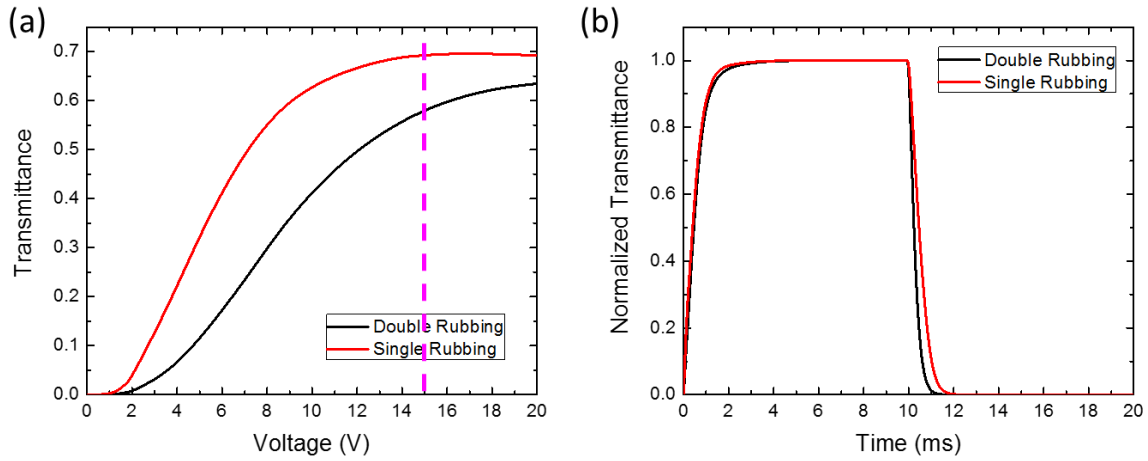 (a)
Transmittance
0.7
0.6
0.5
0.4
0.3
0.2
0.1
0.0
Double Rubbing
Single Rubbing
0 2 4 6 8 10 12 14 16 18 20
Voltage (V)
(b)
Normalized Transmittance
1.0
0.8
0.6
0.4
0.2
0.0
Double Rubbing
Single Rubbing
0 2 4 6 8 10 12 14 16 18 20
Time (ms)